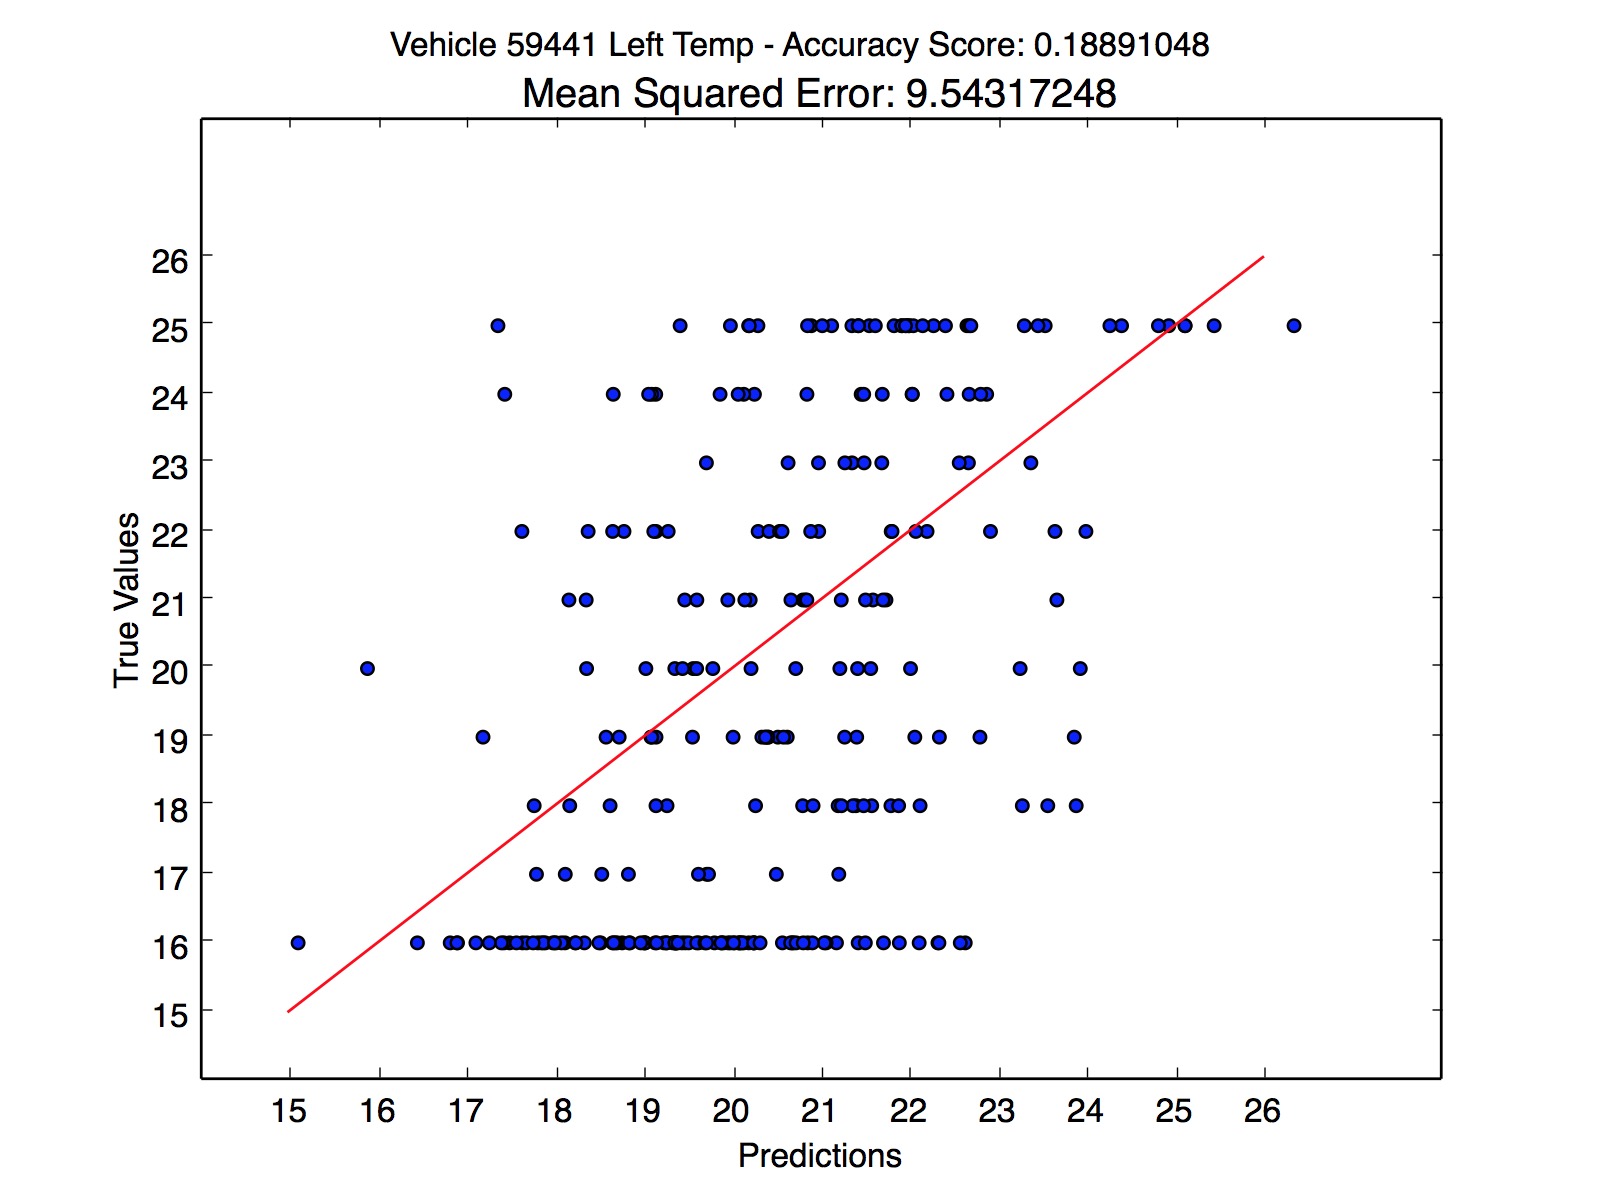 Vehicle 59441 Left Temp - Accuracy Score: 0.18891048
Mean Squared Error: 9.54317248
26
25
24
23
22
21
20
19
18
17
16
15
True Values
15 16 17 18 19 20 21 22 23 24 25 26
Predictions